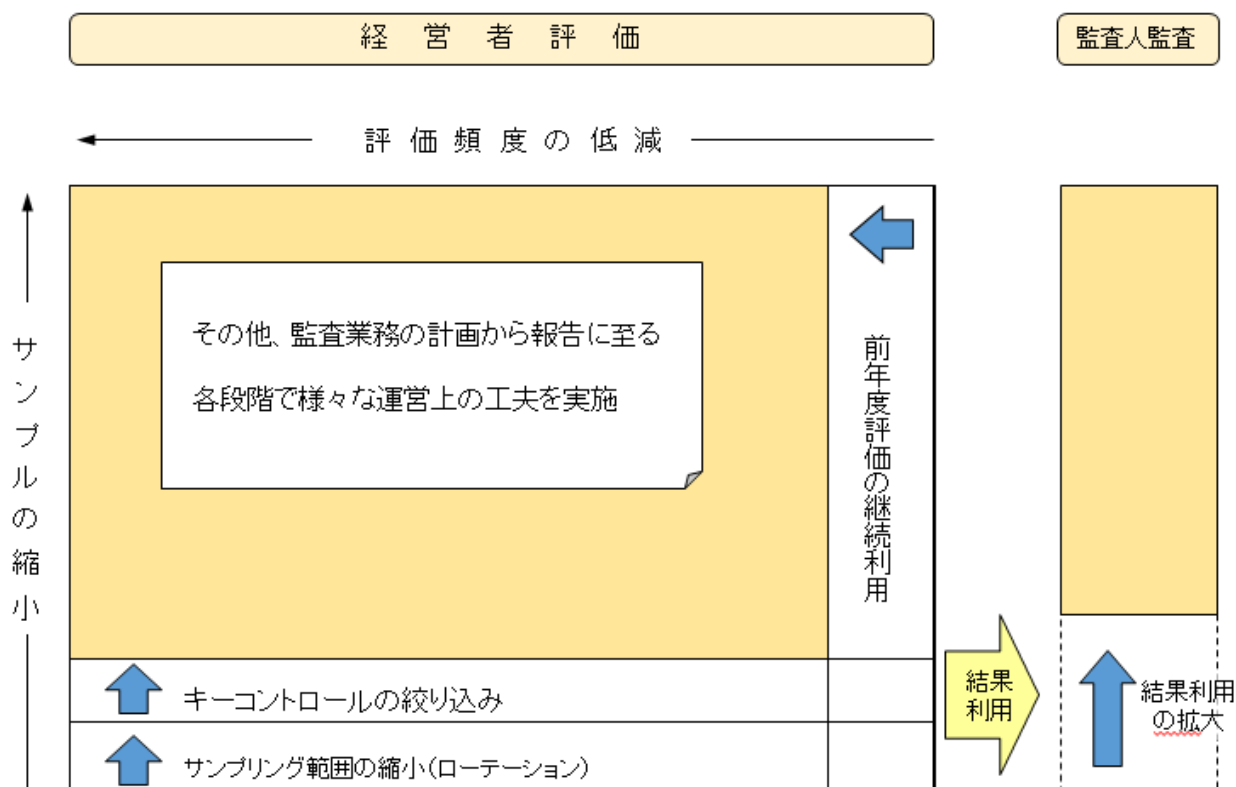 経営者評価
監査人監査
評価頻度の低減
サンプルの縮小
その他、監査業務の計画から報告に至る
各段階で様々な運営上の工夫を実施
前年度評価の継続利用
キーコントロールの絞り込み
サンプリング範囲の縮小(ローテーション)
結果
利用
結果利用
の拡大